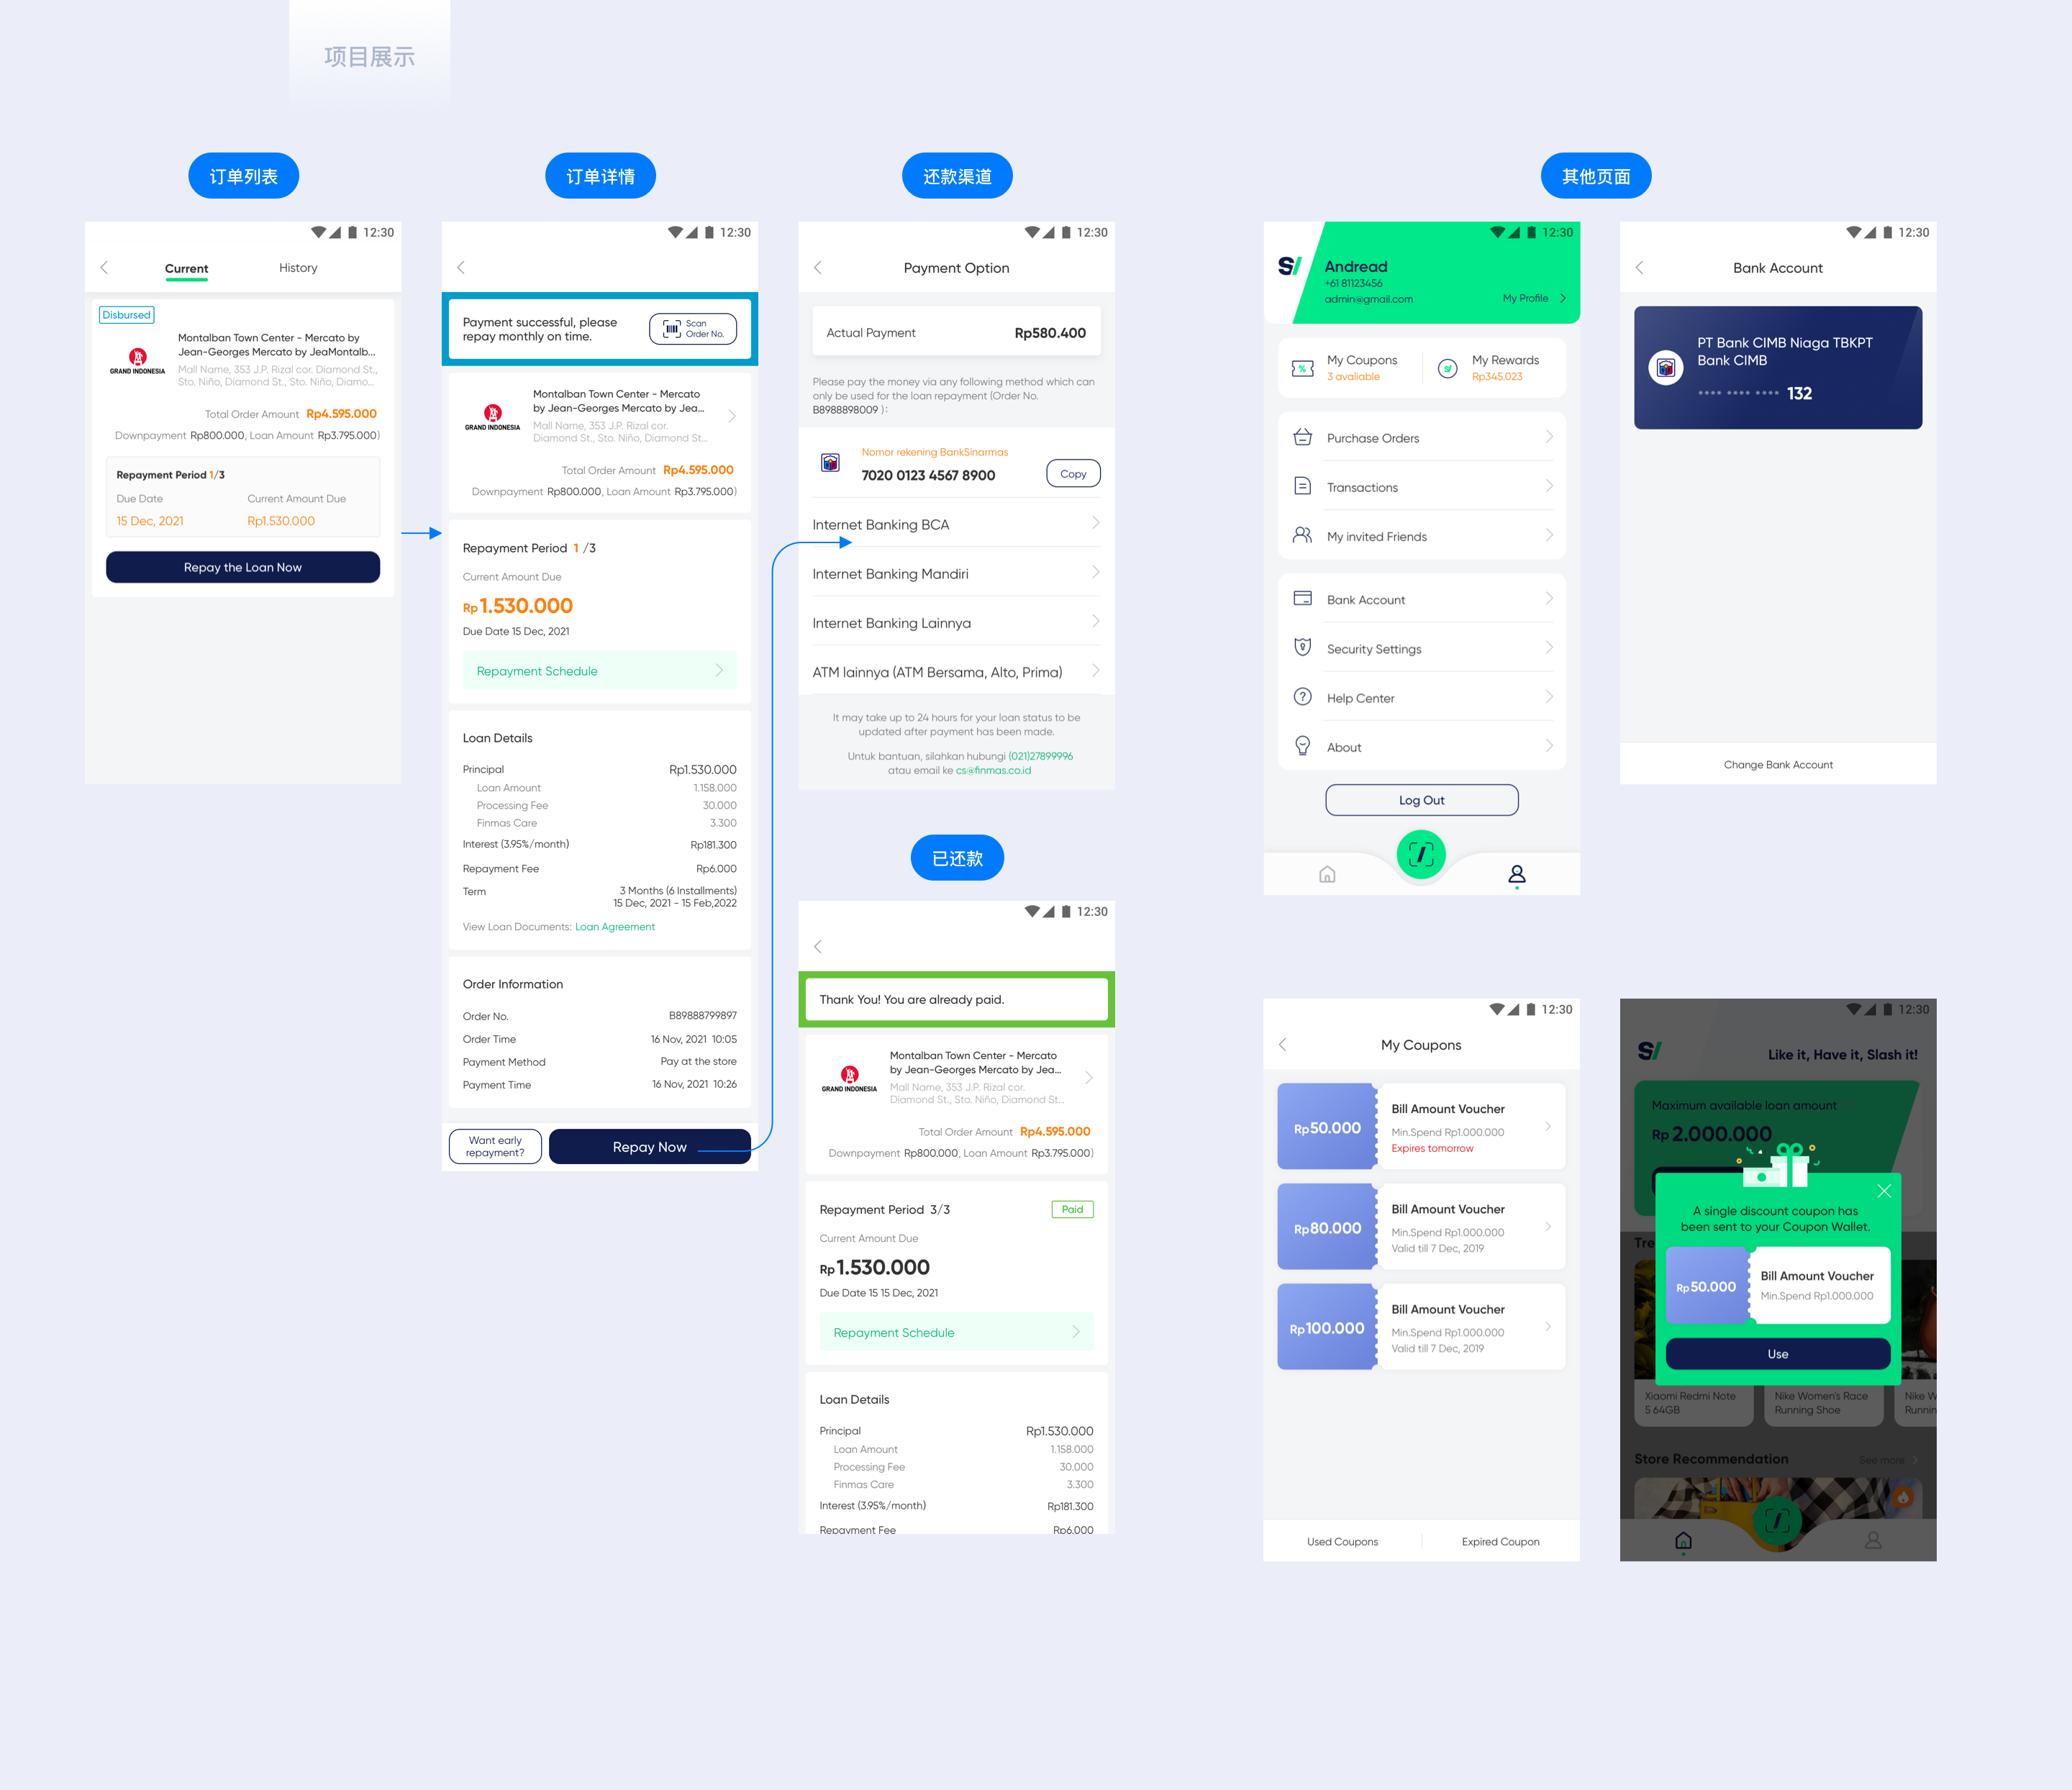 项目展示
订单列表
12:30
Current
History
Disbursed
GRAND INDONESIA
Montalban Town Center - Mercato by
Jean-Georges Mercato by JeaMontalb...
Mall Name, 353 J.P. Rizal cor. Diamond St.,
Sto. Niño, Diamond St., Sto. Niño, Diamo...
Total Order Amount Rp4.595.000
Downpayment Rp800.000, Loan Amount Rp3.795.000)
Repayment Period 1/3
Due Date
Current Amount Due
15 Dec, 2021
Rp1.530.000
Repay the Loan Now
订单详情
12:30
Payment successful, please
repay monthly on time.
Scan
Order No.
GRAND INDONESIA
Montalban Town Center - Mercato
by Jean-Georges Mercato by Jea...
Mall Name, 353 J.P. Rizal cor.
Diamond St., Sto. Niño, Diamond St...
Total Order Amount Rp4.595.000
Downpayment Rp800.000, Loan Amount Rp3.795.000)
Repayment Period 1 /3
Current Amount Due
Rp 1.530.000
Due Date 15 Dec, 2021
Repayment Schedule
Loan Details
Principal Rp1.530.000
Loan Amount 1.158.000
Processing Fee 30.000
Finmas Care 3.300
Interest (3.95%/month) Rp181.300
Repayment Fee Rp6.000
Term 3 Months (6 Installments)
15 Dec, 2021 - 15 Feb,2022
View Loan Documents: Loan Agreement
Order Information
Order No. B89888799897
Order Time 16 Nov, 2021 10:05
Payment Method Pay at the store
Payment Time 16 Nov, 2021 10:26
Want early
repayment?
Repay Now
还款渠道
12:30
Payment Option
Actual Payment Rp580.400
Please pay the money via any following method which can
only be used for the loan repayment (Order No.
B8988898009 ):
Nomor rekening BankSinarmas
7020 0123 4567 8900
Copy
Internet Banking BCA
Internet Banking Mandiri
Internet Banking Lainnya
ATM lainnya (ATM Bersama, Alto, Prima)
It may take up to 24 hours for your loan status to be
updated after payment has been made.
Untuk bantuan, silahkan hubungi (021)27899996
atau email ke cs@finmas.co.id
已还款
12:30
Thank You! You are already paid.
GRAND INDONESIA
Montalban Town Center - Mercato
by Jean-Georges Mercato by Jea...
Mall Name, 353 J.P. Rizal cor.
Diamond St., Sto. Niño, Diamond St...
Total Order Amount Rp4.595.000
Downpayment Rp800.000, Loan Amount Rp3.795.000)
Repayment Period 3/3
Paid
Current Amount Due
Rp 1.530.000
Due Date 15 15 Dec, 2021
Repayment Schedule
Loan Details
Principal Rp1.530.000
Loan Amount 1.158.000
Processing Fee 30.000
Finmas Care 3.300
Interest (3.95%/month) Rp181.300
Repayment Fee Rp6.000
其他页面
12:30
S/
Andread
+61 81123456
admin@gmail.com
My Profile
My Coupons
3 avaliable
My Rewards
Rp345.023
Purchase Orders
Transactions
My invited Friends
Bank Account
Security Settings
Help Center
About
Log Out
12:30
Bank Account
PT Bank CIMB Niaga TBKPT
Bank CIMB
•••• •••• •••• 132
Change Bank Account
12:30
My Coupons
Rp50.000
Bill Amount Voucher
Min.Spend Rp1.000.000
Expires tomorrow
Rp80.000
Bill Amount Voucher
Min.Spend Rp1.000.000
Valid till 7 Dec, 2019
Rp100.000
Bill Amount Voucher
Min.Spend Rp1.000.000
Valid till 7 Dec, 2019
Used Coupons
Expired Coupon
12:30
S/
Like it, Have it, Slash it!
Maximum available loan amount
Rp 2.000.000
A single discount coupon has
been sent to your Coupon Wallet.
Tre
Rp50.000
Bill Amount Voucher
Min.Spend Rp1.000.000
Use
Xiaomi Redmi Note
5 64GB
Nike Women's Race
Running Shoe
Nike W
Runnin
Store Recommendation
See more